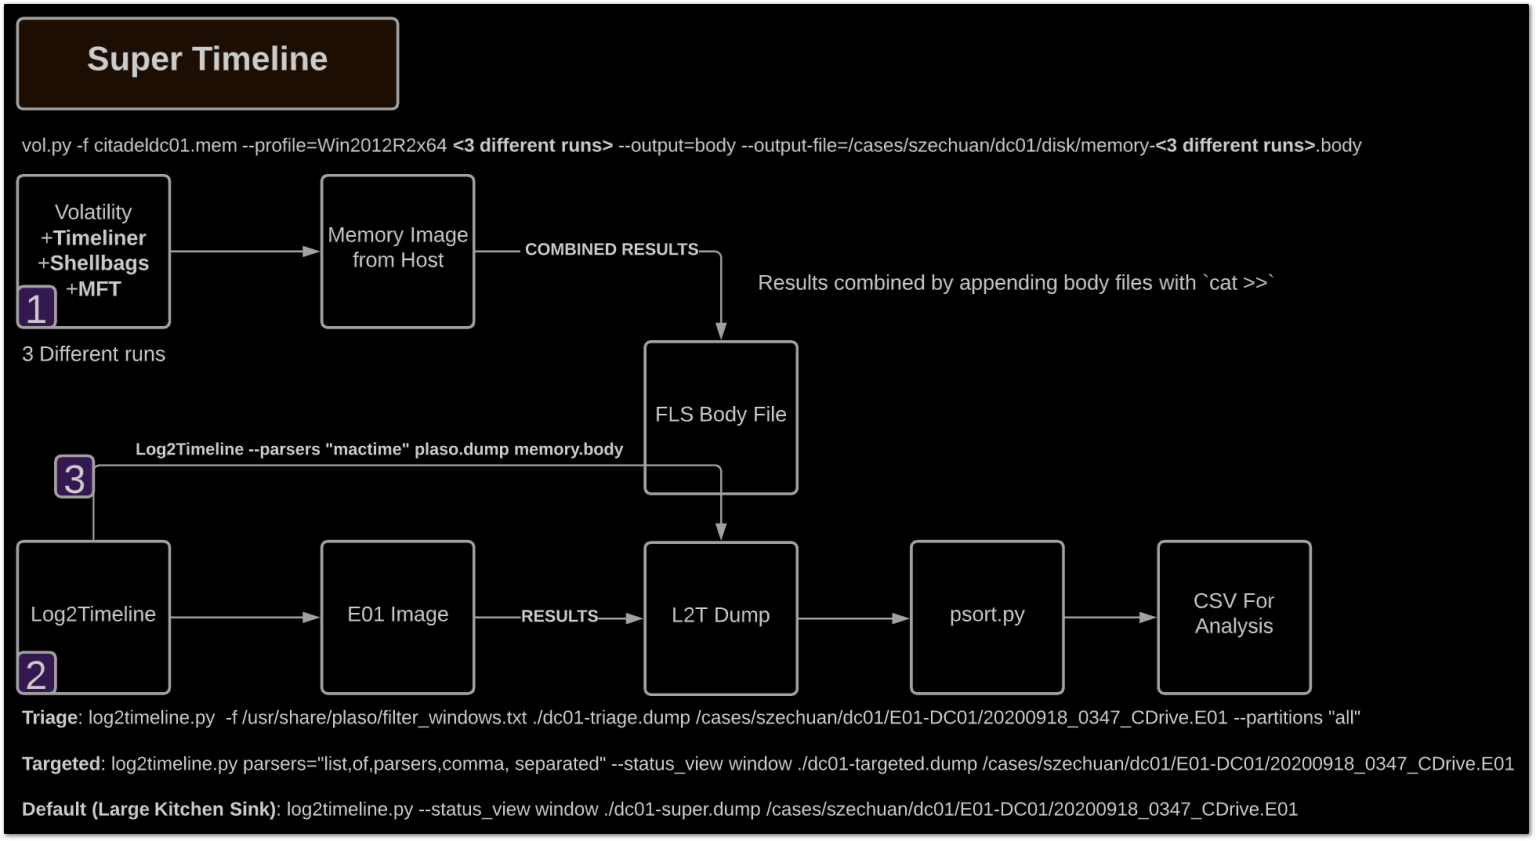 Super Timeline
vol.py -f citadeldc01.mem --profile=Win2012R2x64 <3 different runs> --output=body --output-file=/cases/szechuan/dc01/disk/memory-<3 different runs>.body
Volatility
+Timeliner
+Shellbags
+MFT
1
3 Different runs
Memory Image
from Host
COMBINED RESULTS
Results combined by appending body files with `cat >>`
FLS Body File
Log2Timeline --parsers "mactime" plaso.dump memory.body
3
Log2Timeline
2
E01 Image
RESULTS
L2T Dump
psort.py
CSV For
Analysis
Triage: log2timeline.py  -f /usr/share/plaso/filter_windows.txt ./dc01-triage.dump /cases/szechuan/dc01/E01-DC01/20200918_0347_CDrive.E01 --partitions "all"
Targeted: log2timeline.py parsers="list,of,parsers,comma, separated" --status_view window ./dc01-targeted.dump /cases/szechuan/dc01/E01-DC01/20200918_0347_CDrive.E01
Default (Large Kitchen Sink): log2timeline.py --status_view window ./dc01-super.dump /cases/szechuan/dc01/E01-DC01/20200918_0347_CDrive.E01